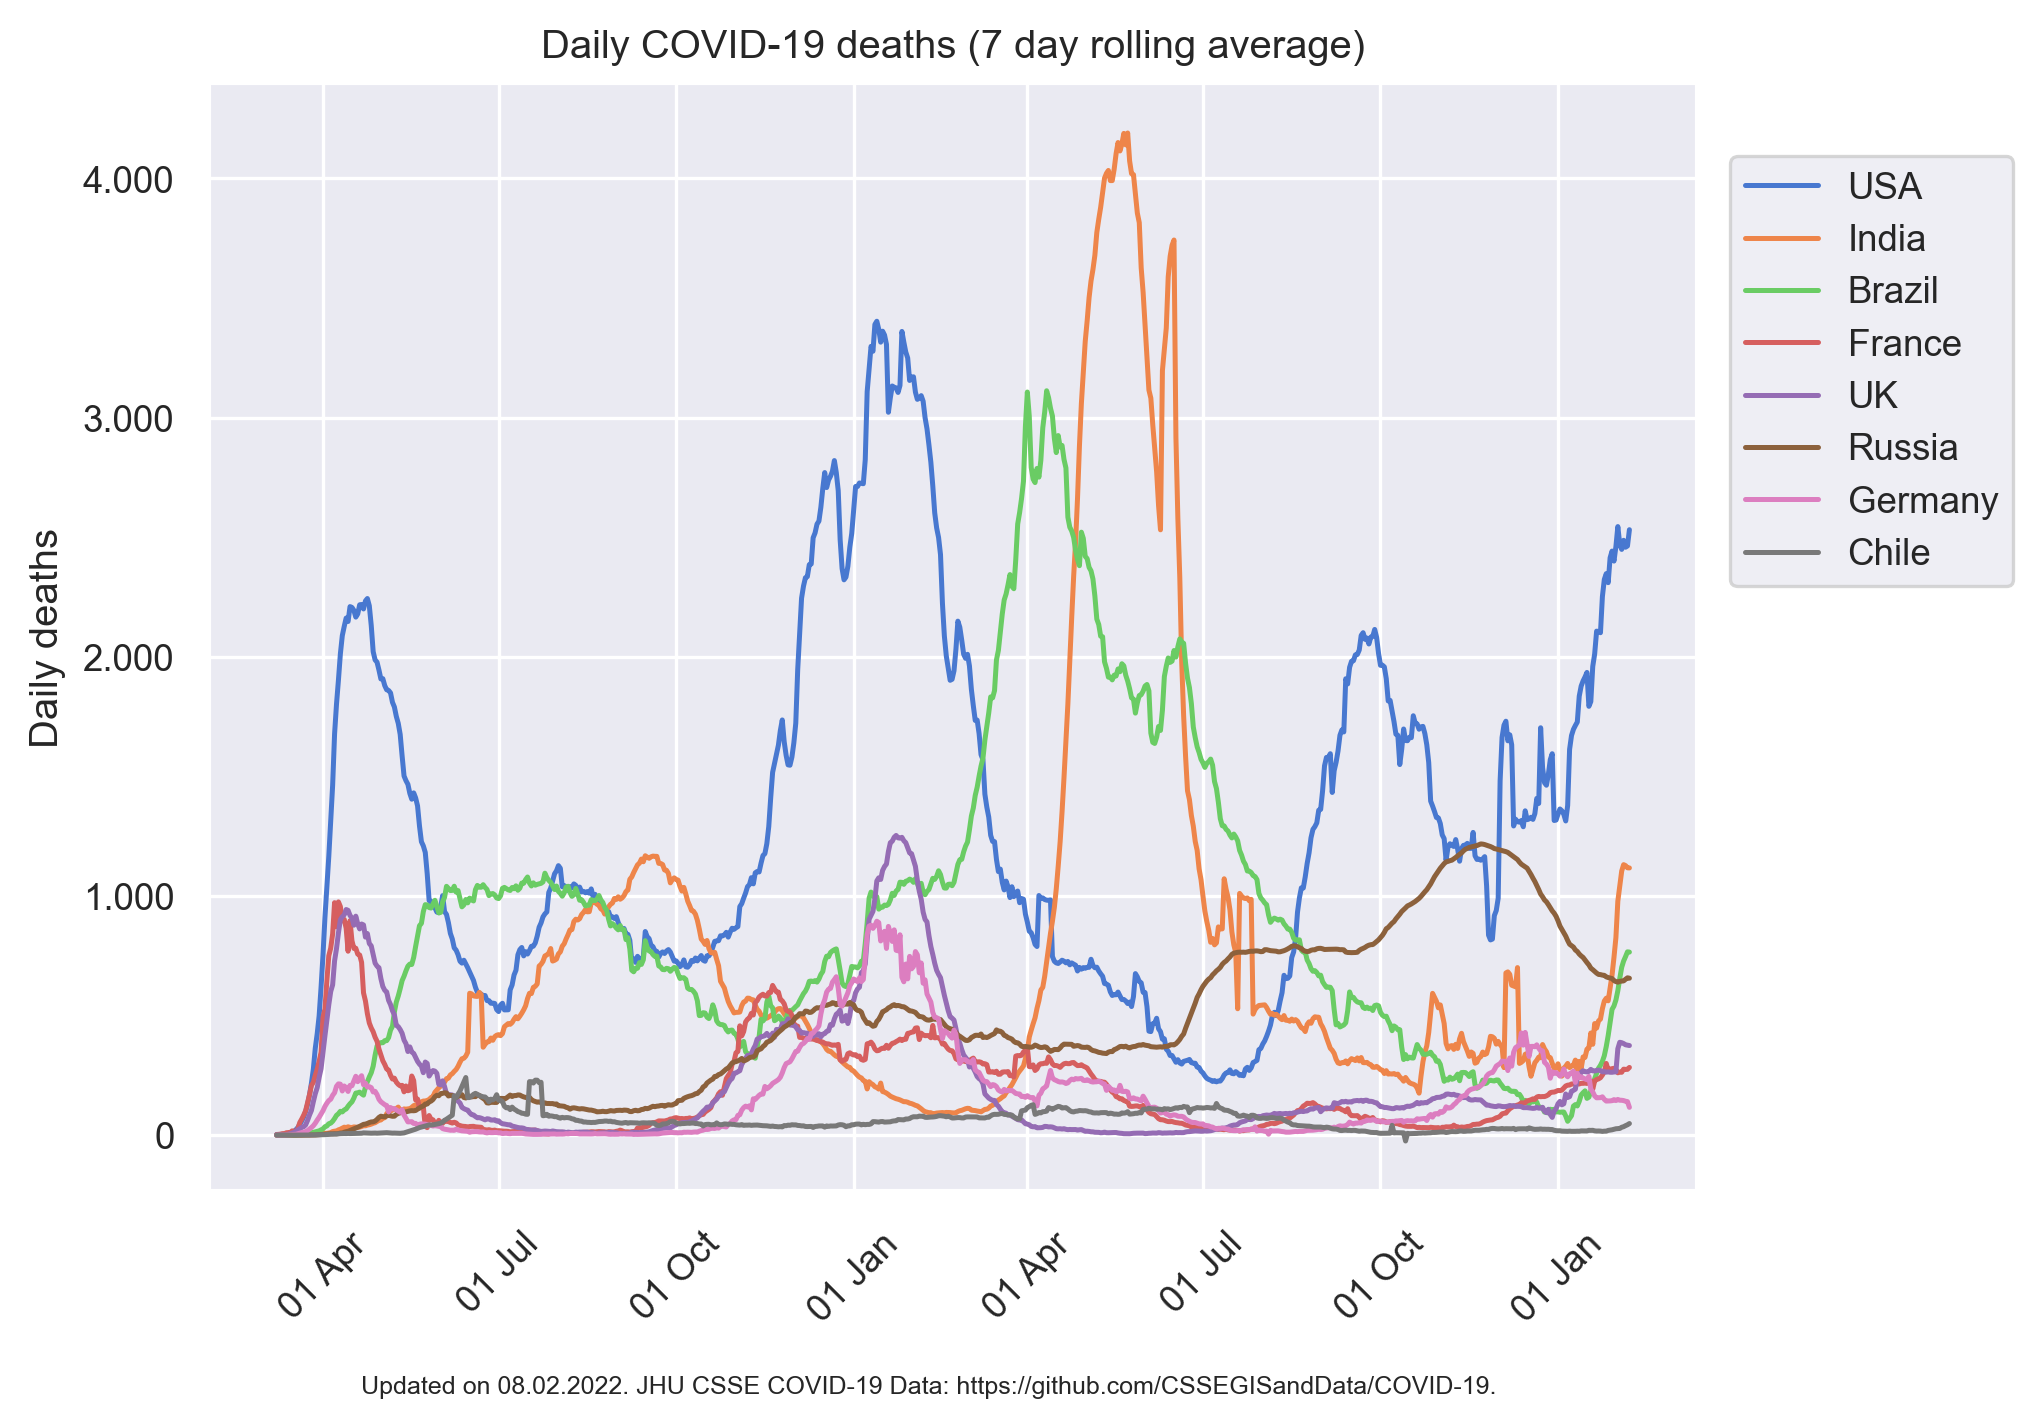 Daily COVID-19 deaths (7 day rolling average)
4.000
3.000
2.000
1.000
0
Daily deaths
USA
India
Brazil
France
UK
Russia
Germany
Chile
01 Apr
01 Jul
01 Oct
01 Jan
01 Apr
01 Jul
01 Oct
01 Jan
Updated on 08.02.2022. JHU CSSE COVID-19 Data: https://github.com/CSSEGISandData/COVID-19.